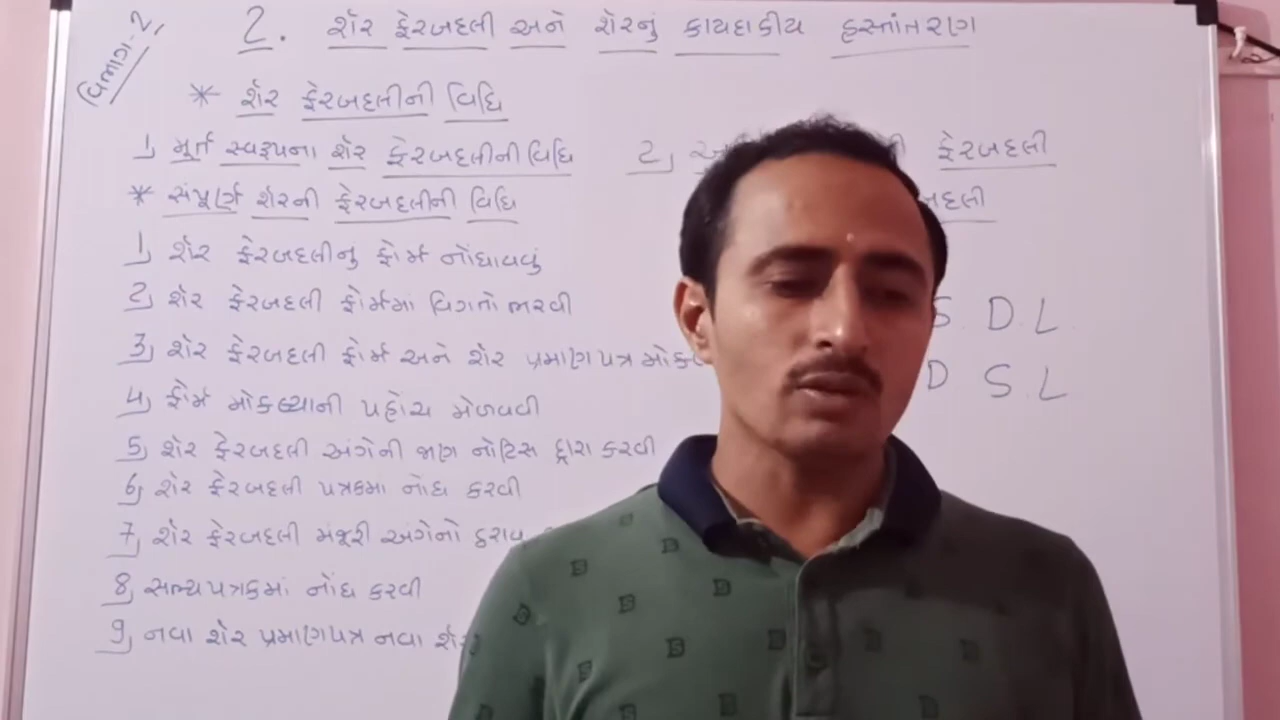 વિભાગ-2,
2. શૅર ફેરબદલી અને શૅરનું કાયદાકીય હસ્તાંતરણ
* શૅર ફેરબદલીની વિધિ
1, મૂર્ત સ્વરૂપના શૅર ફેરબદલીની વિધિ
* સંપૂર્ણ શૅરની ફેરબદલીની વિધિ
1, શૅર ફેરબદલીનુ ફોર્મ નોંધાવવું
2, શૅર ફેરબદલી ફોર્મમાં વિગતો ભરવી
3, શૅર ફેરબદલી ફોર્મ અને શૅર પ્રમાણપત્ર
4, ફોર્મ મોકલ્યાની પહોંચ મેળવવી
5, શૅર ફેરબદલી અંગેની જાણ નોટિસ દ્વારા કરવી
6, શૅર ફેરબદલી પત્રકમાં નોંધ કરવી
7, શૅર ફેરબદલી મંજૂરી અંગેનો ઠરાવ
8, સભ્યપત્રકમાં નોંધ કરવી
9, નવા શૅર પ્રમાણપત્ર નવા
2, ફેરબદલી
S. D. L.
D S L